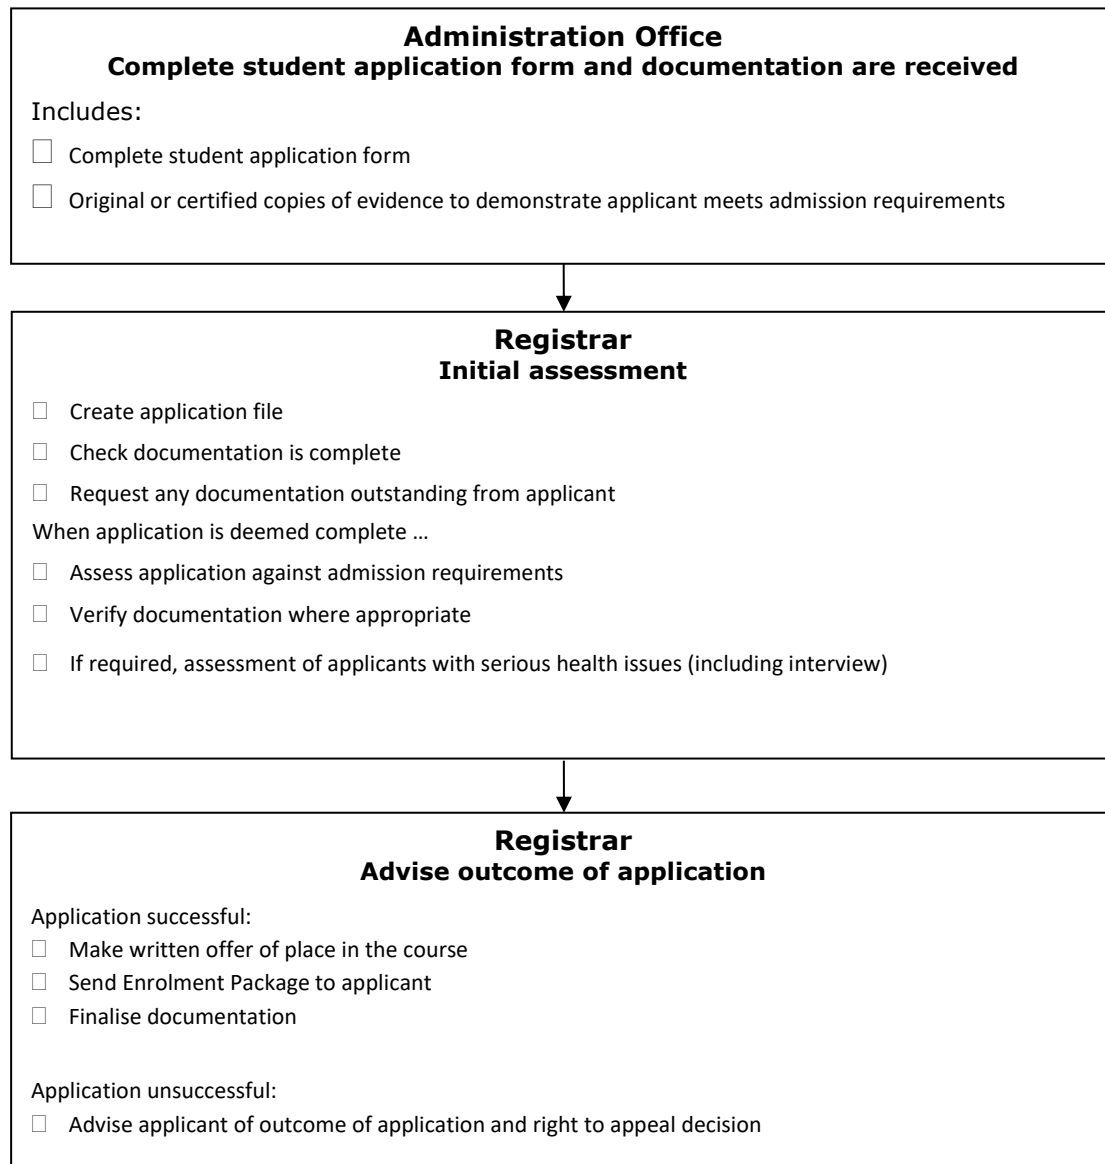 Administration Office
Complete student application form and documentation are received
Includes:
☐ Complete student application form
☐ Original or certified copies of evidence to demonstrate applicant meets admission requirements
Registrar
Initial assessment
☐ Create application file
☐ Check documentation is complete
☐ Request any documentation outstanding from applicant
When application is deemed complete …
☐ Assess application against admission requirements
☐ Verify documentation where appropriate
☐ If required, assessment of applicants with serious health issues (including interview)
Registrar
Advise outcome of application
Application successful:
☐ Make written offer of place in the course
☐ Send Enrolment Package to applicant
☐ Finalise documentation
Application unsuccessful:
☐ Advise applicant of outcome of application and right to appeal decision